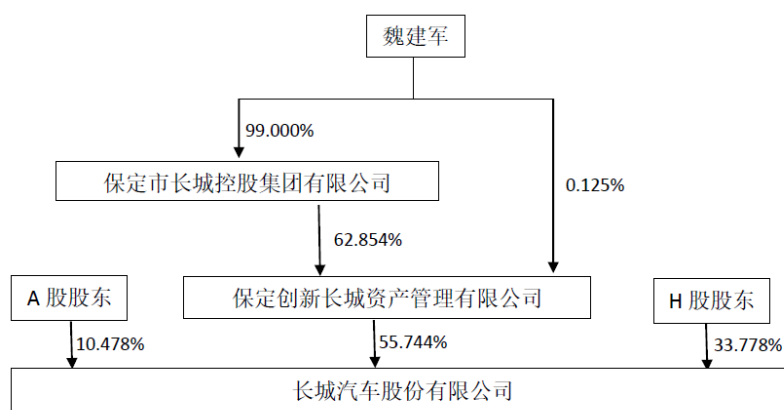 魏建军
99.000%
保定市长城控股集团有限公司
0.125%
62.854%
A 股股东
保定创新长城资产管理有限公司
H 股股东
10.478%
55.744%
33.778%
长城汽车股份有限公司